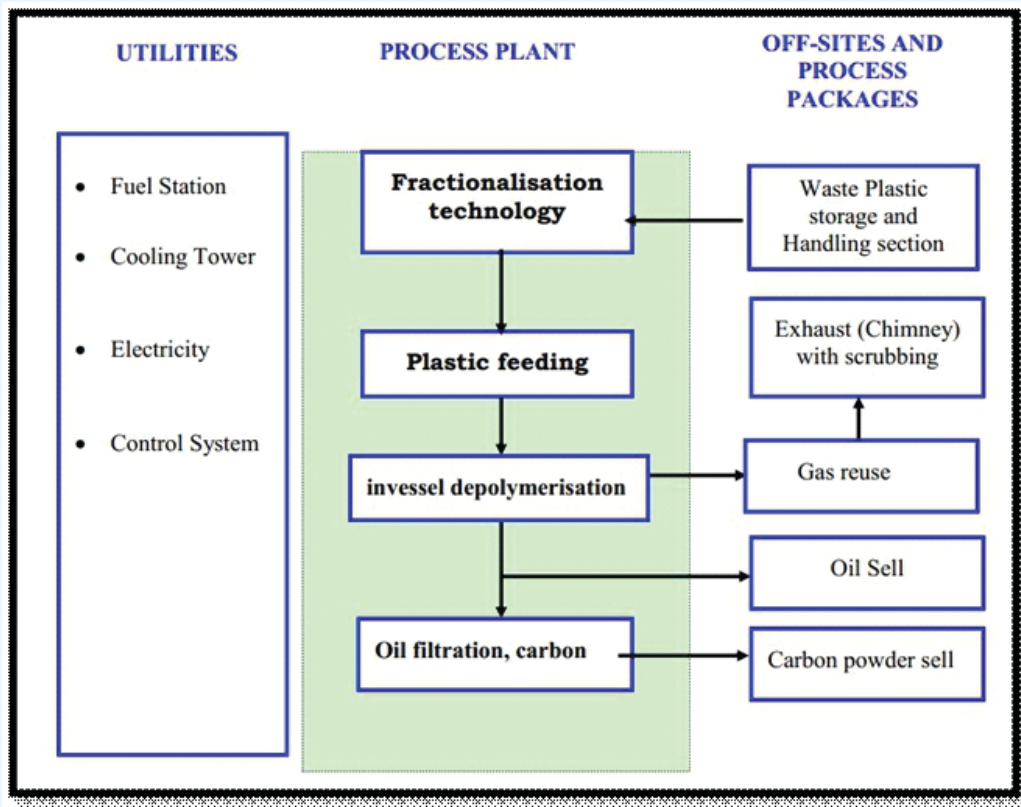 UTILITIES
Fuel Station
Cooling Tower
Electricity
Control System
PROCESS PLANT
Fractionalisation
technology
Plastic feeding
invessel depolymerisation
Oil filtration, carbon
OFF-SITES AND
PROCESS
PACKAGES
Waste Plastic
storage and
Handling section
Exhaust (Chimney)
with scrubbing
Gas reuse
Oil Sell
Carbon powder sell